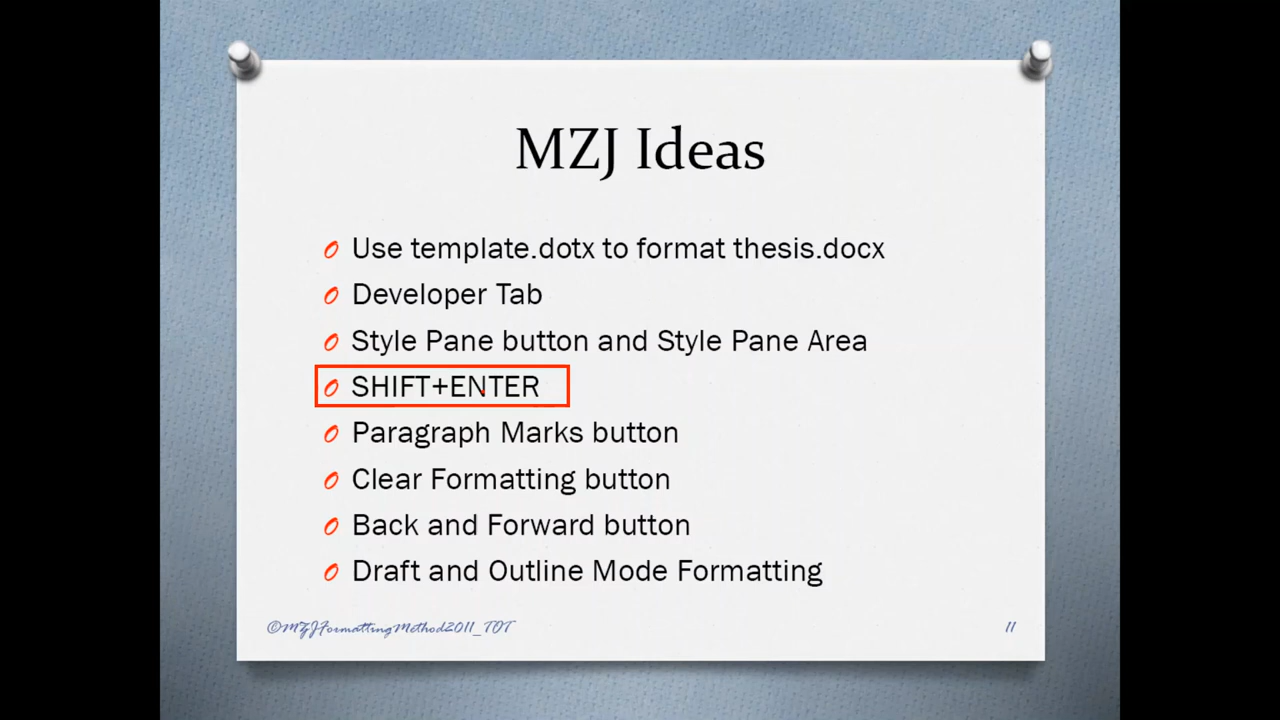 MZJ Ideas
Use template.dotx to format thesis.docx
Developer Tab
Style Pane button and Style Pane Area
SHIFT+ENTER
Paragraph Marks button
Clear Formatting button
Back and Forward button
Draft and Outline Mode Formatting
©MZJFormattingMethod2011_TOT
11